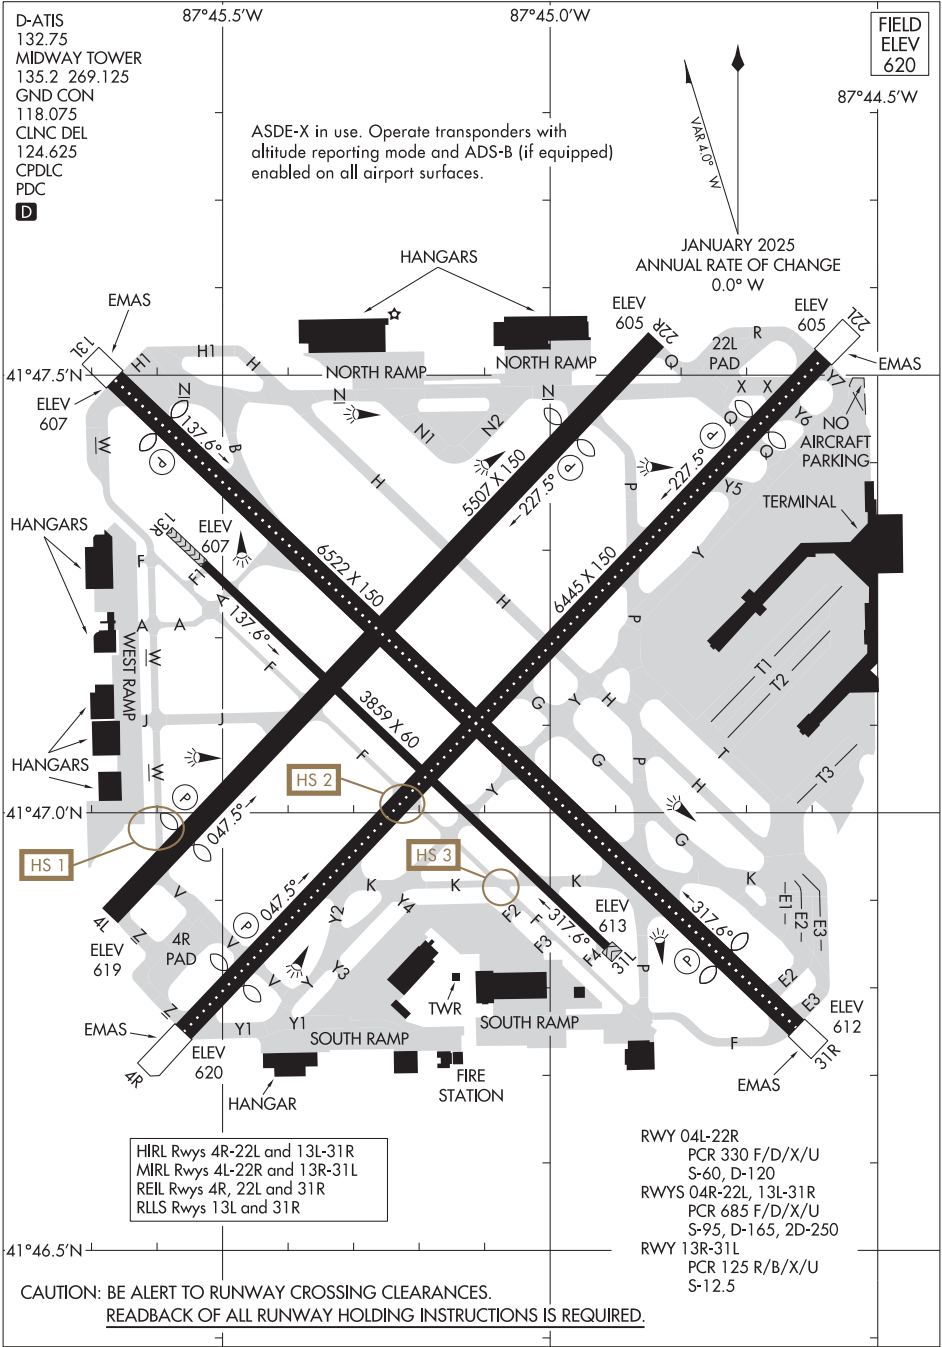 D-ATIS
132.75
MIDWAY TOWER
135.2 269.125
GND CON
118.075
CLNC DEL
124.625
CPDLC
PDC
D
87°45.5'W
87°45.0'W
FIELD
ELEV
620
87°44.5'W
ASDE-X in use. Operate transponders with
altitude reporting mode and ADS-B (if equipped)
enabled on all airport surfaces.
VAR 4.0° W
JANUARY 2025
ANNUAL RATE OF CHANGE
0.0° W
HANGARS
EMAS
ELEV
605
22R
ELEV
605
22L
13L
H1
H1
H
NORTH RAMP
NORTH RAMP
Q
22L
PAD
R
EMAS
41°47.5'N
ELEV
607
N
N
N
N1
N2
X
X
Y7
Y6
NO
AIRCRAFT
PARKING
W
137.6°
B
P
H
5507 X 150
227.5°
P
P
227.5°
P
Q
Q
Y5
TERMINAL
HANGARS
13R
ELEV
607
F
F1
A
137.6°
6522 X 150
H
6445 X 150
Y
P
A
A
W
WEST RAMP
F
T1
T2
J
J
3859 X 60
G
Y
H
HANGARS
W
F
G
P
H
T
T3
HS 2
P
Y
41°47.0'N
HS 1
047.5°
HS 3
G
4L
ELEV
619
Z
V
4R
PAD
V
P
047.5°
K
K
K
K
Y2
Y4
F2
F
F3
317.6°
ELEV
613
F4
31L
317.6°
P
P
E1
E2
E3
V
Y
Y3
TWR
E2
E3
ELEV
612
Z
EMAS
4R
ELEV
620
Y1
Y1
SOUTH RAMP
SOUTH RAMP
F
31R
EMAS
HANGAR
FIRE
STATION
HIRL Rwys 4R-22L and 13L-31R
MIRL Rwys 4L-22R and 13R-31L
REIL Rwys 4R, 22L and 31R
RLLS Rwys 13L and 31R
RWY 04L-22R
PCR 330 F/D/X/U
S-60, D-120
RWYS 04R-22L, 13L-31R
PCR 685 F/D/X/U
S-95, D-165, 2D-250
RWY 13R-31L
PCR 125 R/B/X/U
S-12.5
41°46.5'N
CAUTION: BE ALERT TO RUNWAY CROSSING CLEARANCES.
READBACK OF ALL RUNWAY HOLDING INSTRUCTIONS IS REQUIRED.